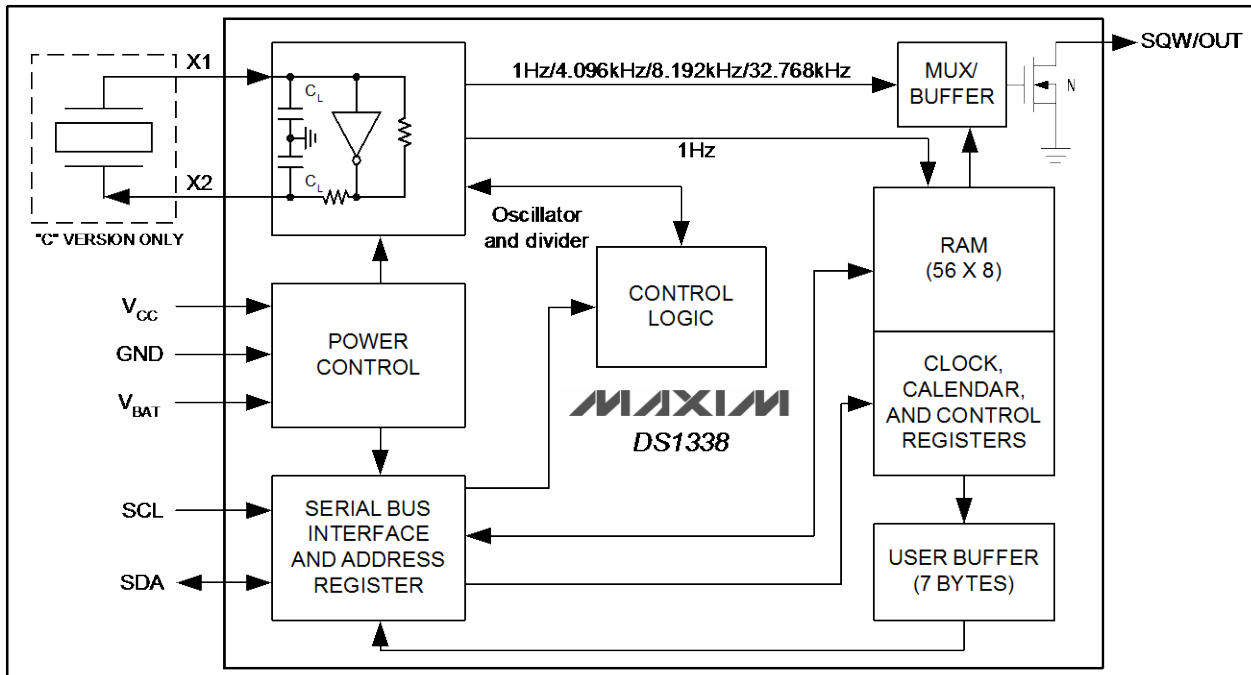 X1
X2
"C" VERSION ONLY
C_L
C_L
1Hz/4.096kHz/8.192kHz/32.768kHz
1Hz
MUX/
BUFFER
N
SQW/OUT
Oscillator
and divider
CONTROL
LOGIC
RAM
(56 X 8)
V_CC
GND
V_BAT
POWER
CONTROL
MAXIM
DS1338
CLOCK,
CALENDAR,
AND CONTROL
REGISTERS
SCL
SDA
SERIAL BUS
INTERFACE
AND ADDRESS
REGISTER
USER BUFFER
(7 BYTES)